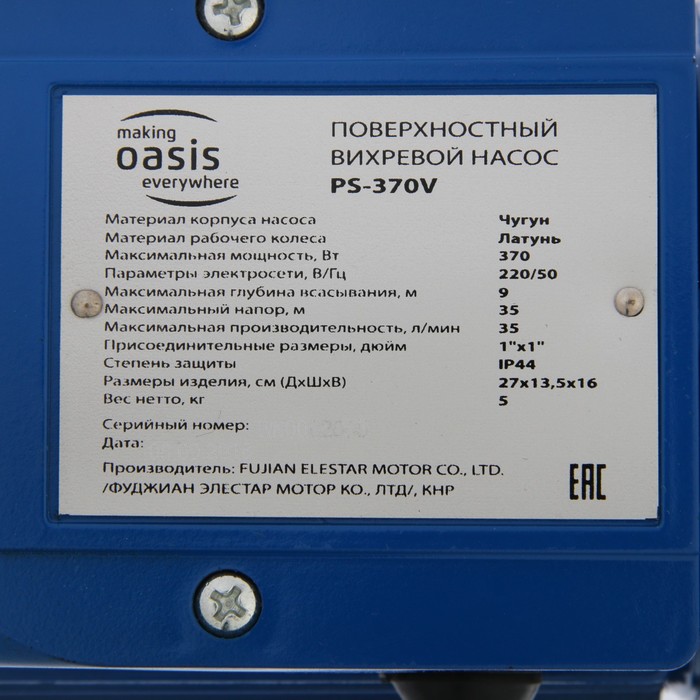 making
oasis
everywhere
ПОВЕРХНОСТНЫЙ
ВИХРЕВОЙ НАСОС
PS-370V
Материал корпуса насоса Чугун
Материал рабочего колеса Латунь
Максимальная мощность, Вт 370
Параметры электросети, В/Гц 220/50
Максимальная глубина всасывания, м 9
Максимальный напор, м 35
Максимальная производительность, л/мин 35
Присоединительные размеры, дюйм 1"x1"
Степень защиты IP44
Размеры изделия, см (ДхШхВ) 27х13,5х16
Вес нетто, кг 5
Серийный номер:
Дата:
Производитель: FUJIAN ELESTAR MOTOR CO., LTD.
/ФУДЖИАН ЭЛЕСТАР МОТОР КО., ЛТД/, КНР
EAC